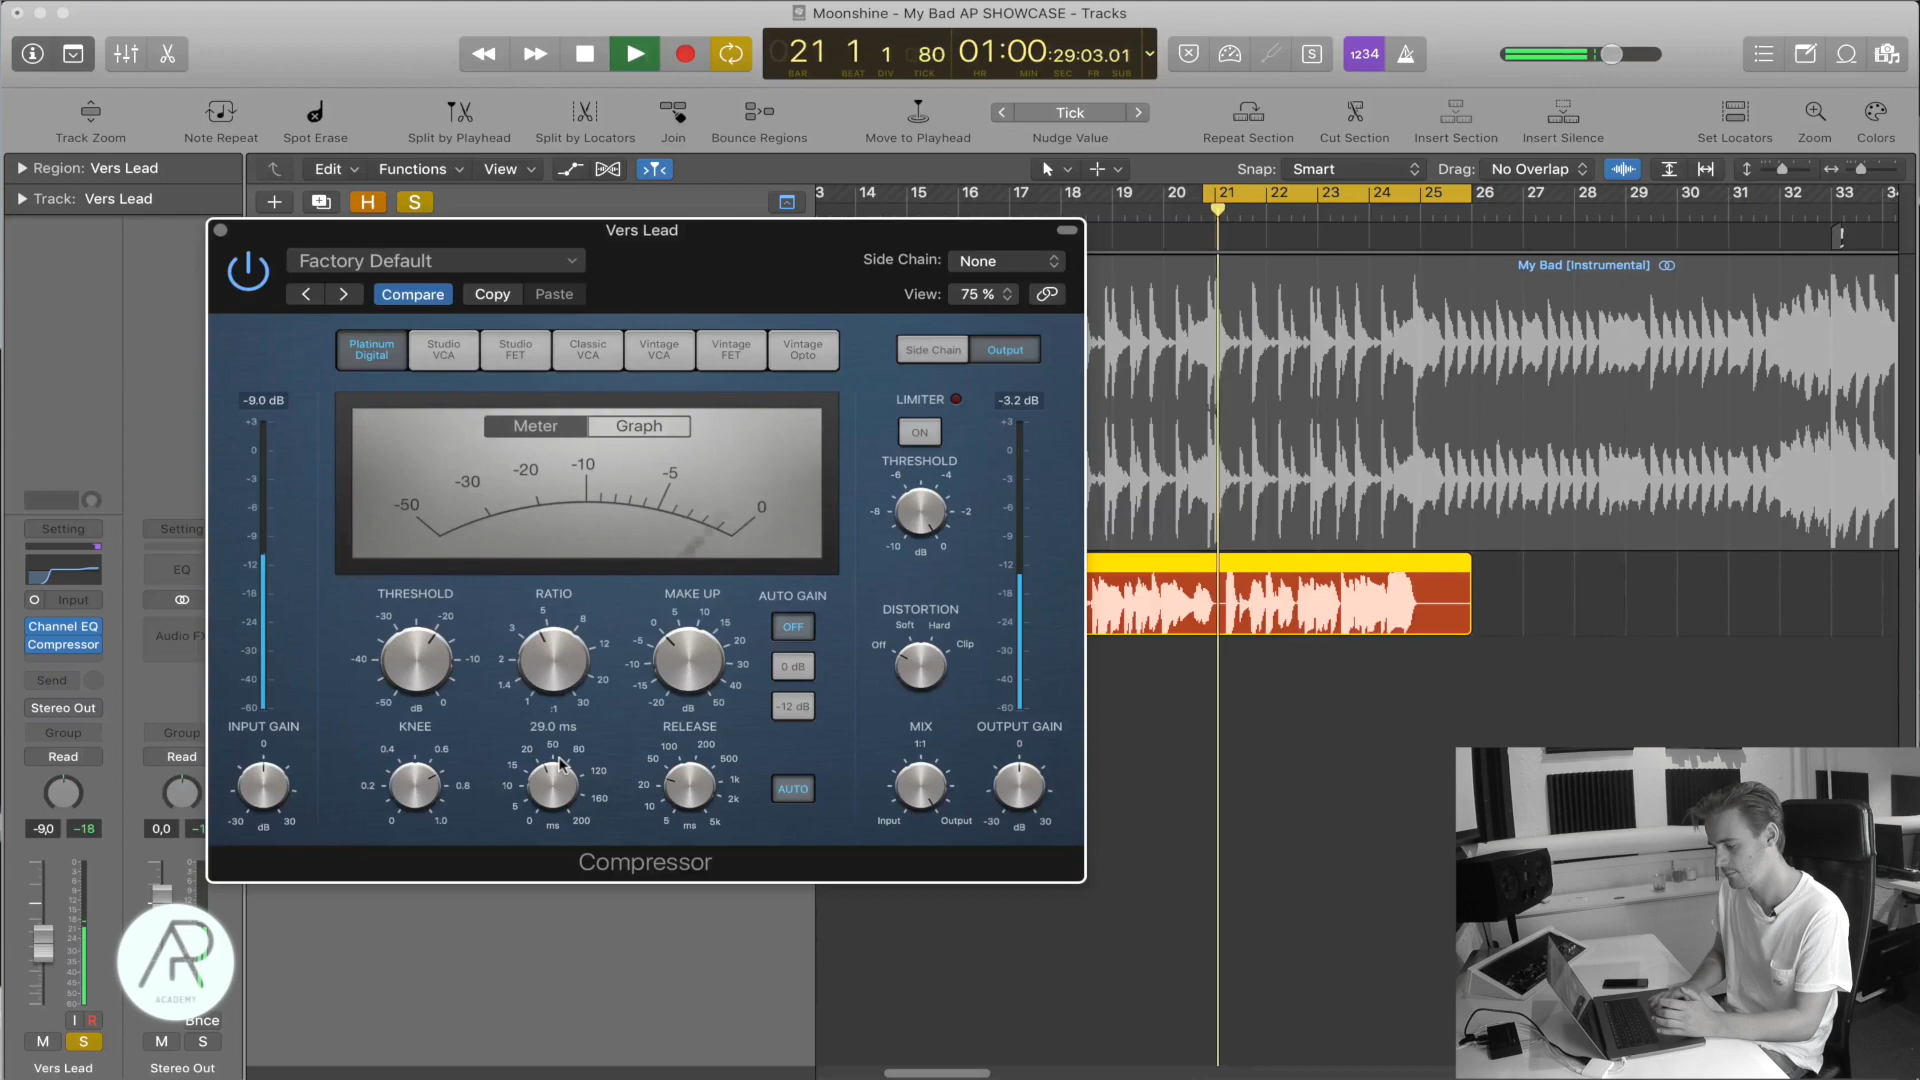 Moonshine - My Bad AP SHOWCASE - Tracks
21 1 1 80 01:00:29:03.01
BAR BEAT DIV TICK HR MIN SEC FR SUB
S
1234
Track Zoom
Note Repeat
Spot Erase
Split by Playhead
Split by Locators
Join
Bounce Regions
Move to Playhead
Tick
Nudge Value
Repeat Section
Cut Section
Insert Section
Insert Silence
Set Locators
Zoom
Colors
Region: Vers Lead
Edit Functions View
Snap: Smart
Drag: No Overlap
Track: Vers Lead
H S
3 14 15 16 17 18 19 20 21 22 23 24 25 26 27 28 29 30 31 32 33
My Bad [Instrumental]
Vers Lead
Factory Default
Side Chain: None
Compare Copy Paste
View: 75 %
Platinum Digital
Studio VCA
Studio FET
Classic VCA
Vintage VCA
Vintage FET
Vintage Opto
Side Chain Output
-9.0 dB
LIMITER
-3.2 dB
ON
Meter Graph
-50 -30 -20 -10 -5 0
THRESHOLD
-10 -8 -6 -4 -2 0
dB
+3
0
-3
-6
-9
-12
-18
-24
-30
-40
-60
+3
0
-3
-6
-9
-12
-18
-24
-30
-40
-60
THRESHOLD
-50 -40 -30 -20 -10 0
dB
RATIO
1 1.4 2 3 5 8 12 20 30
:1
MAKE UP
-20 -15 -10 -5 0 5 10 15 20 30 40 50
dB
AUTO GAIN
OFF
0 dB
-12 dB
DISTORTION
Off Soft Hard Clip
INPUT GAIN
-30 0 30
dB
KNEE
0 0.2 0.4 0.6 0.8 1.0
29.0 ms
0 5 10 15 20 50 80 120 160 200
ms
RELEASE
5 10 20 50 100 200 500 1k 2k 5k
ms
AUTO
MIX
1:1
Input Output
OUTPUT GAIN
-30 0 30
dB
Compressor
Setting
Input
Channel EQ
Compressor
Send
Stereo Out
Group
Read
-9,0 -18
I R
M S
Vers Lead
Setting
EQ
Audio FX
Group
Read
0,0
Bnce
M S
Stereo Out
AR
ACADEMY